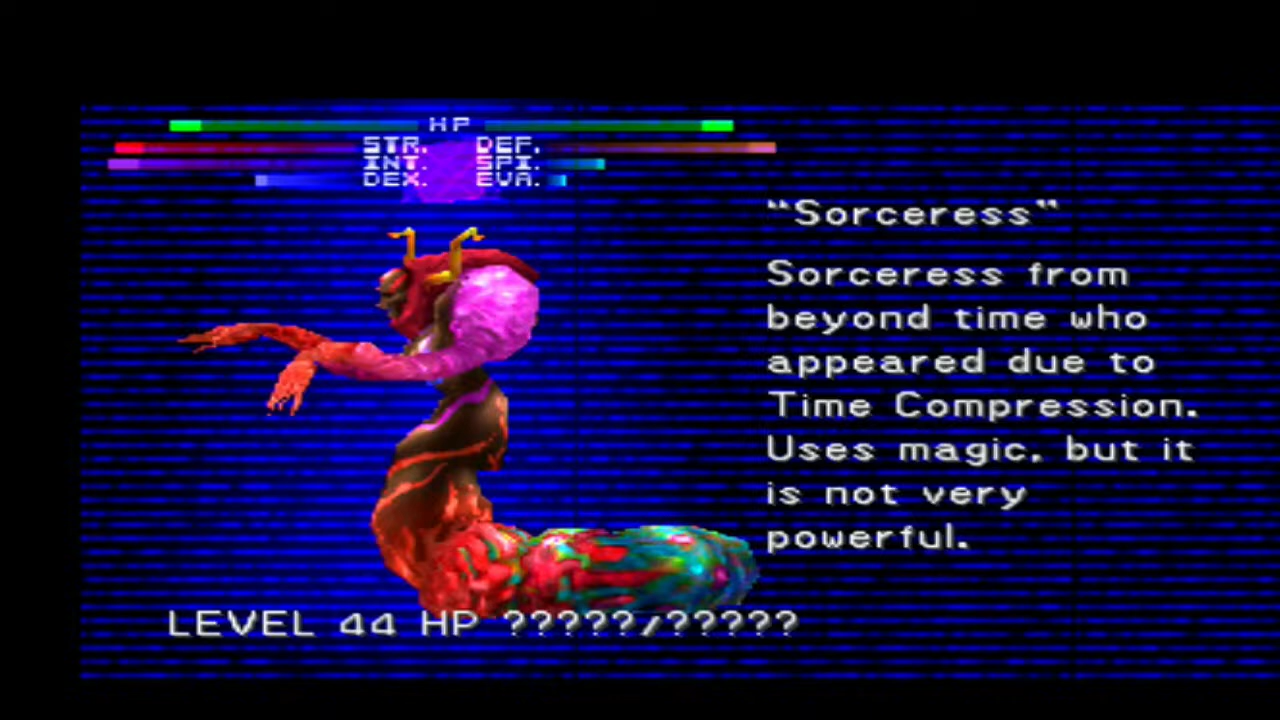 HP
STR. DEF.
INT. SPI.
DEX. EVA.
“Sorceress”
Sorceress from
beyond time who
appeared due to
Time Compression.
Uses magic, but it
is not very
powerful.
LEVEL 44 HP ?????/?????